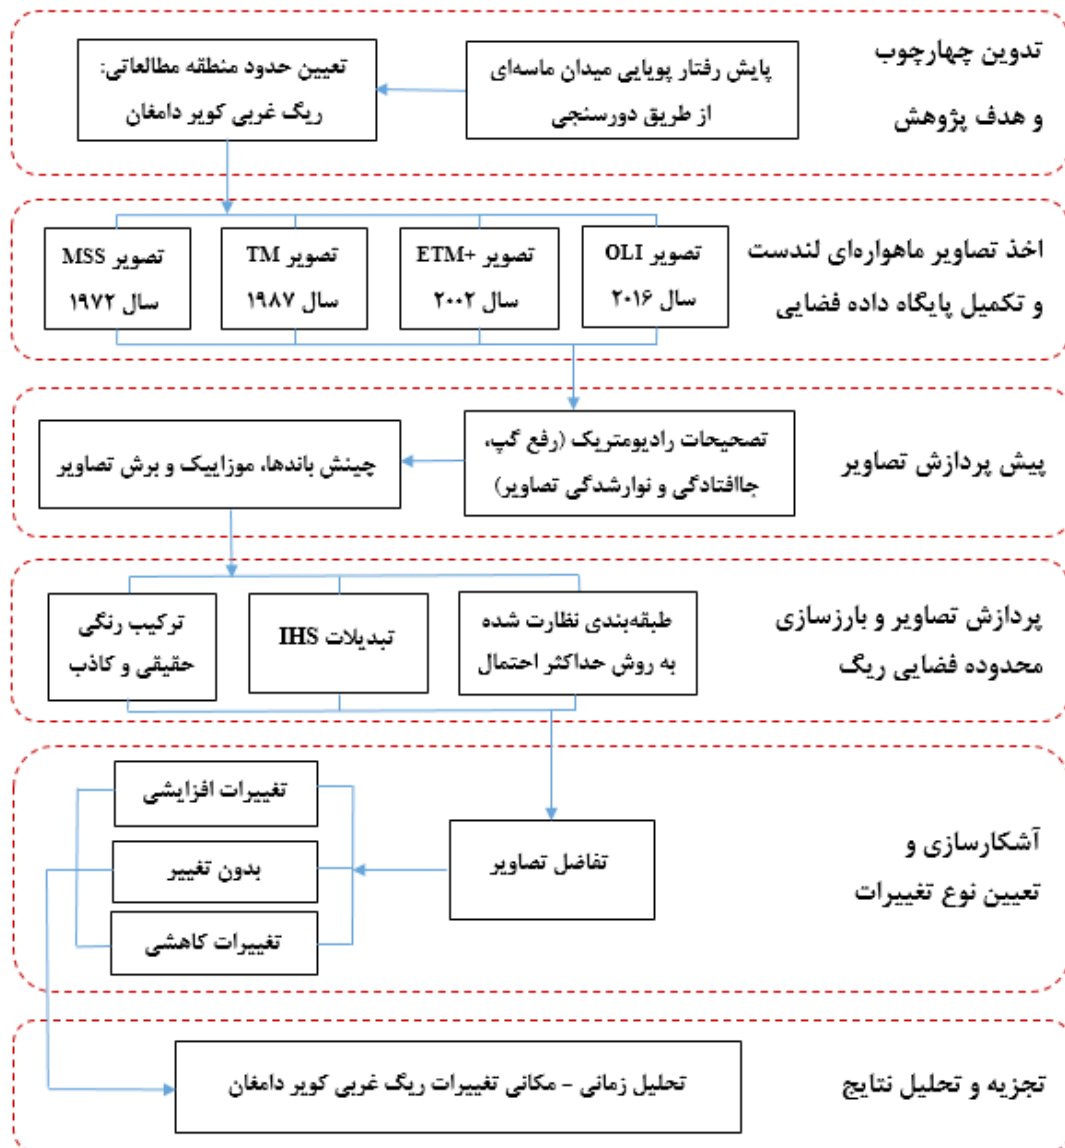 تدوین چهارچوب
و هدف پژوهش
پایش رفتار پویایی میدان ماسه‌ای
از طریق دورسنجی
تعیین حدود منطقه مطالعاتی:
ریگ غربی کویر دامغان
اخذ تصاویر ماهواره‌ای لندست
و تکمیل پایگاه داده فضایی
تصویر OLI
سال ۲۰۱۶
تصویر ETM+
سال ۲۰۰۲
تصویر TM
سال ۱۹۸۷
تصویر MSS
سال ۱۹۷۲
پیش پردازش تصاویر
تصحیحات رادیومتریک (رفع گپ،
جاافتادگی و نوارشدگی تصاویر)
چینش باندها، موزاییک و برش تصاویر
پردازش تصاویر و بارزسازی
محدوده فضایی ریگ
طبقه‌بندی نظارت شده
به روش حداکثر احتمال
تبدیلات IHS
ترکیب رنگی
حقیقی و کاذب
آشکارسازی و
تعیین نوع تغییرات
تفاضل تصاویر
تغییرات افزایشی
بدون تغییر
تغییرات کاهشی
تجزیه و تحلیل نتایج
تحلیل زمانی - مکانی تغییرات ریگ غربی کویر دامغان